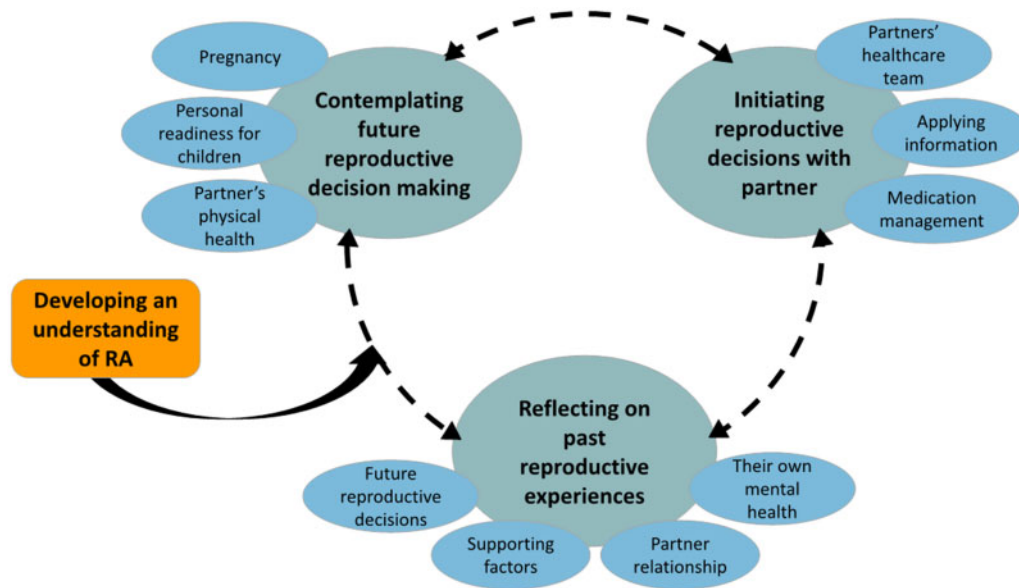 Pregnancy
Personal
readiness for
children
Partner's
physical
health
Contemplating
future
reproductive
decision making
Initiating
reproductive
decisions with
partner
Partners'
healthcare
team
Applying
information
Medication
management
Developing an
understanding
of RA
Reflecting on
past
reproductive
experiences
Future
reproductive
decisions
Supporting
factors
Partner
relationship
Their own
mental
health